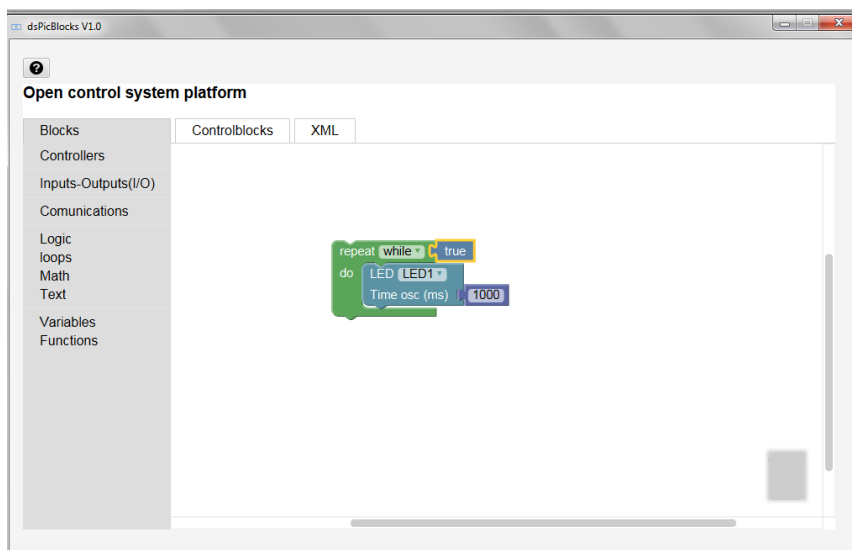 dsPicBlocks V1.0
?
Open control system platform
Blocks
Controllers
Inputs-Outputs(I/O)
Comunications
Logic
loops
Math
Text
Variables
Functions
Controlblocks XML
repeat while true
do LED LED1
Time osc (ms) 1000